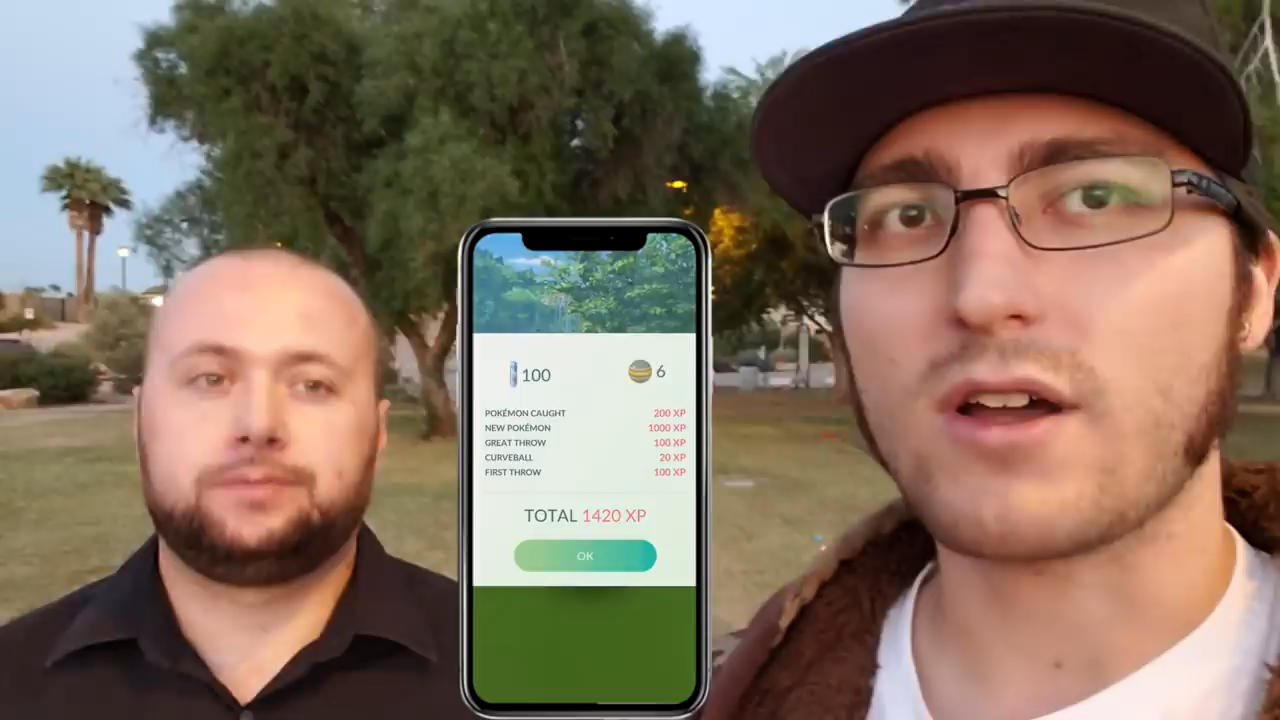 100 6
POKÉMON CAUGHT 200 XP
NEW POKÉMON 1000 XP
GREAT THROW 100 XP
CURVEBALL 20 XP
FIRST THROW 100 XP
TOTAL 1420 XP
OK